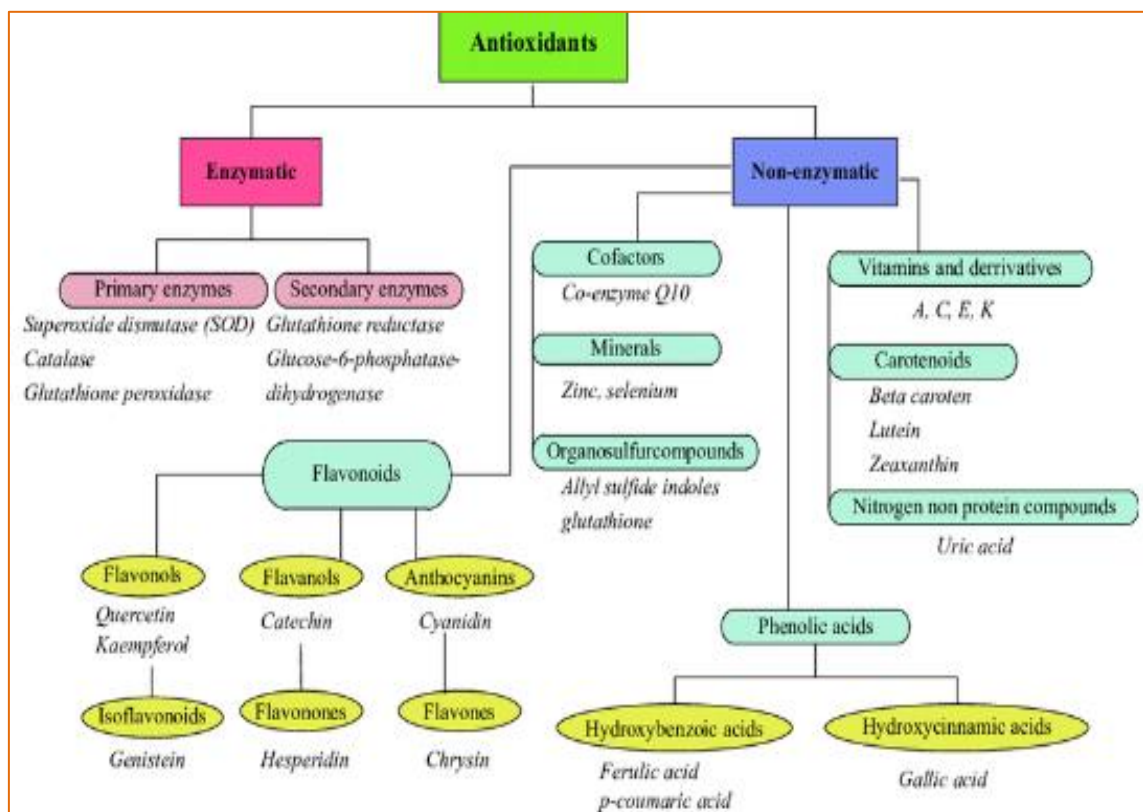 Antioxidants
Enzymatic
Non-enzymatic
Primary enzymes
Superoxide dismutase (SOD)
Catalase
Glutathione peroxidase
Secondary enzymes
Glutathione reductase
Glucose-6-phosphatase-
dihydrogenase
Cofactors
Co-enzyme Q10
Minerals
Zinc, selenium
Organosulfurcompounds
Allyl sulfide indoles
glutathione
Vitamins and derrivatives
A, C, E, K
Carotenoids
Beta caroten
Lutein
Zeaxanthin
Nitrogen non protein compounds
Uric acid
Flavonoids
Flavonols
Quercetin
Kaempferol
Isoflavonoids
Genistein
Flavanols
Catechin
Flavonones
Hesperidin
Anthocyanins
Cyanidin
Flavones
Chrysin
Phenolic acids
Hydroxybenzoic acids
Ferulic acid
p-coumaric acid
Hydroxycinnamic acids
Gallic acid